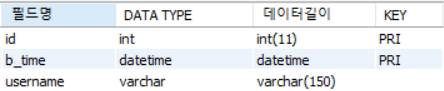 필드명 DATA TYPE 데이터길이 KEY
id int int(11) PRI
b_time datetime datetime PRI
username varchar varchar(150)